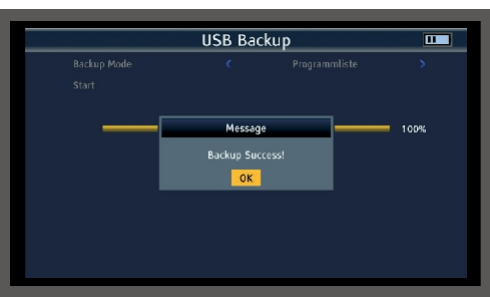 USB Backup
Backup Mode < Programmliste >
Start
100%
Message
Backup Success!
OK